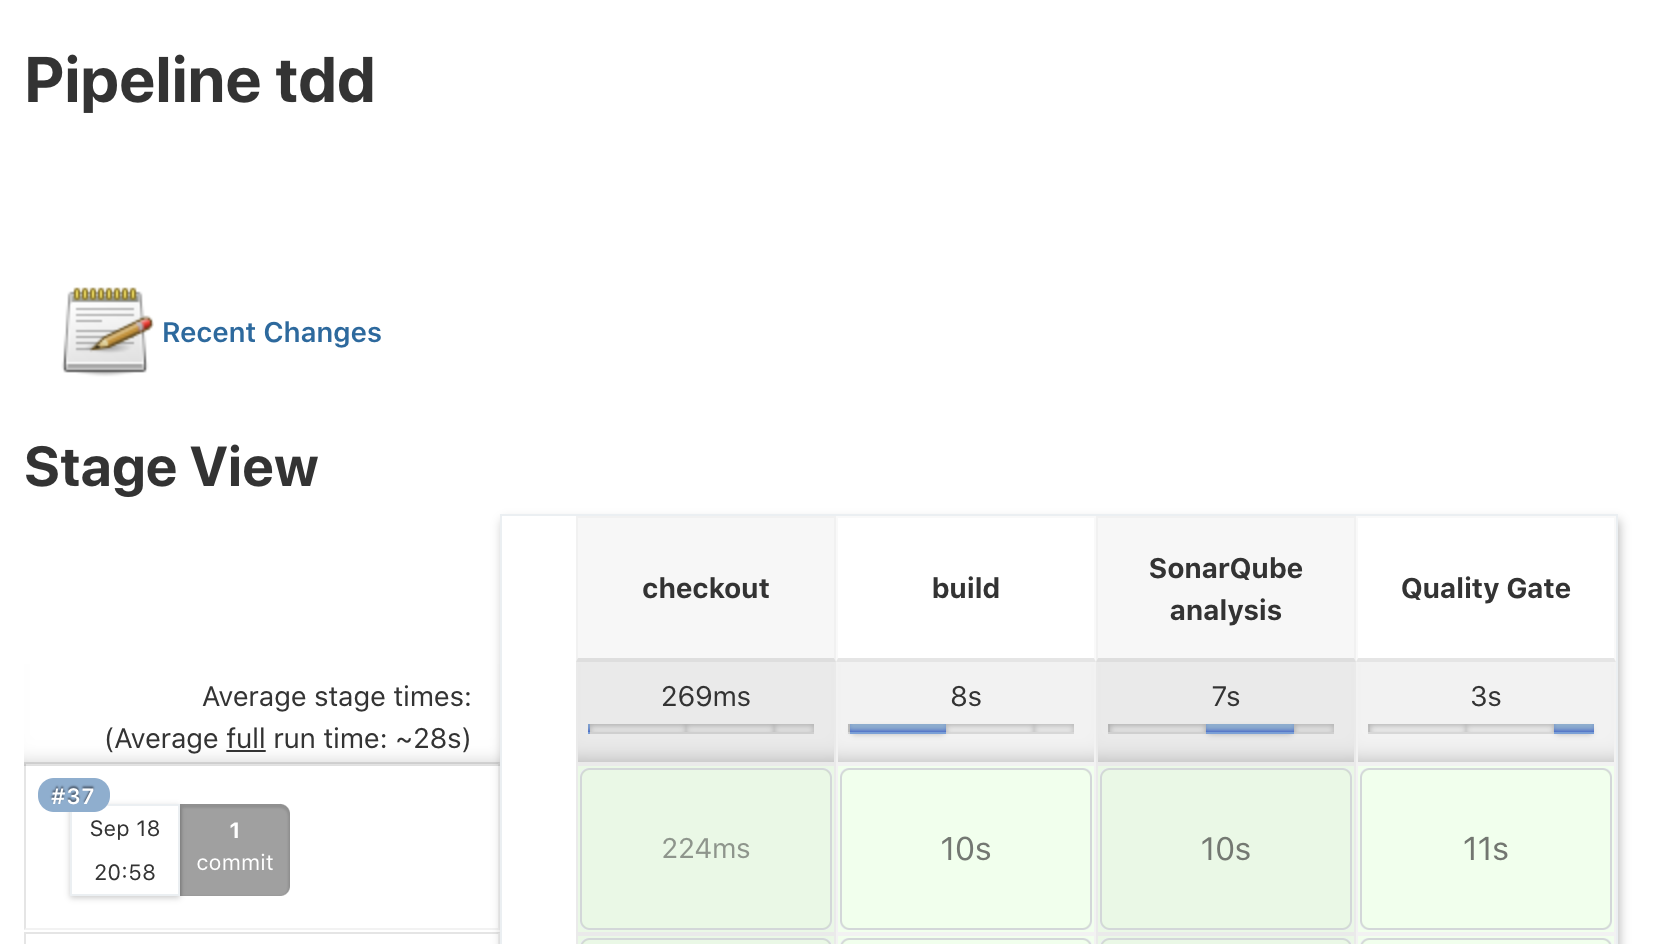 Pipeline tdd
Recent Changes
Stage View
checkout
build
SonarQube
analysis
Quality Gate
Average stage times:
(Average full run time: ~28s)
269ms
8s
7s
3s
#37
Sep 18
20:58
1
commit
224ms
10s
10s
11s